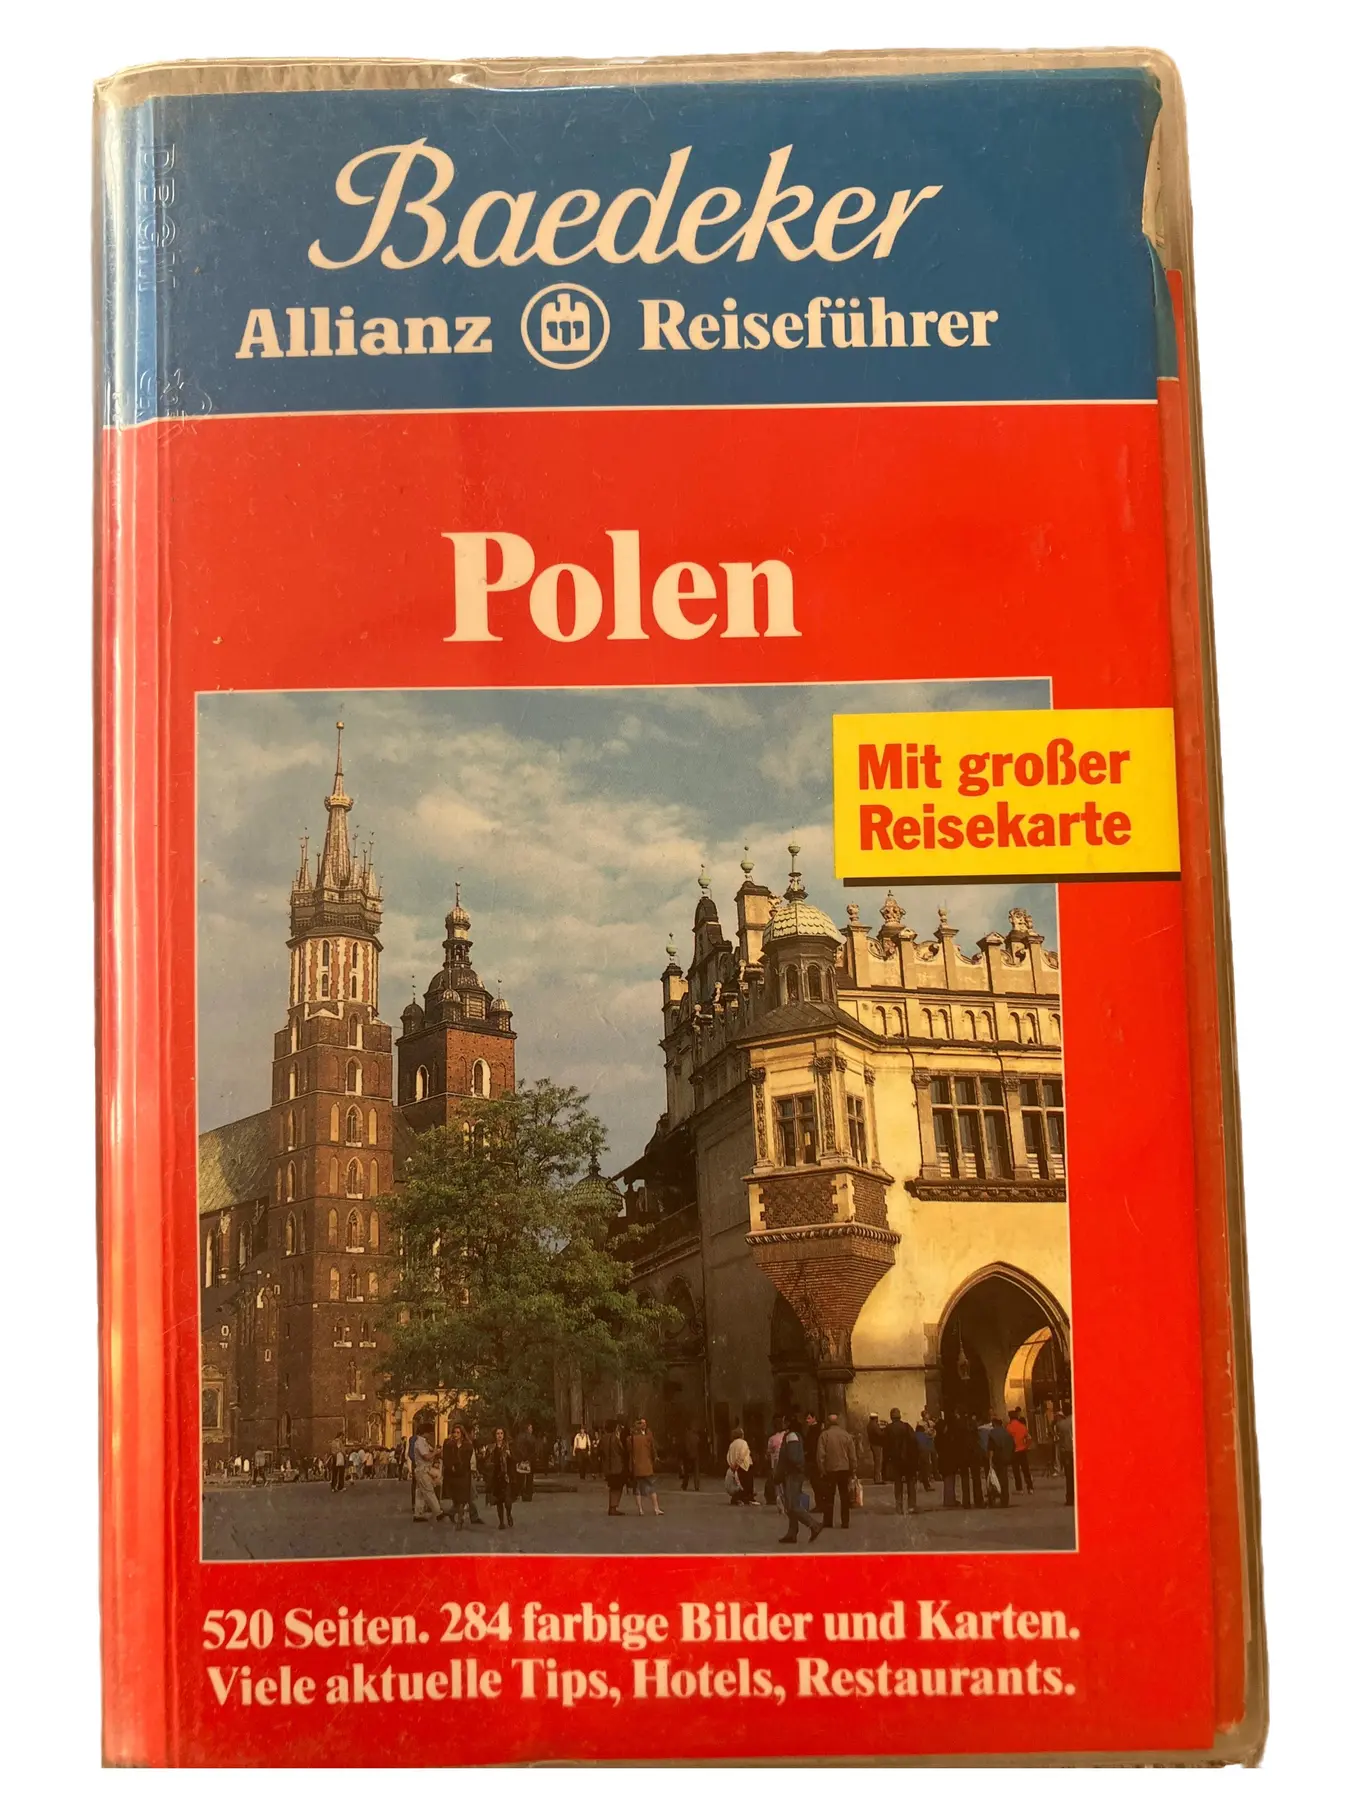 Baedeker
Allianz Reiseführer
Polen
Mit großer
Reisekarte
520 Seiten. 284 farbige Bilder und Karten.
Viele aktuelle Tips, Hotels, Restaurants.